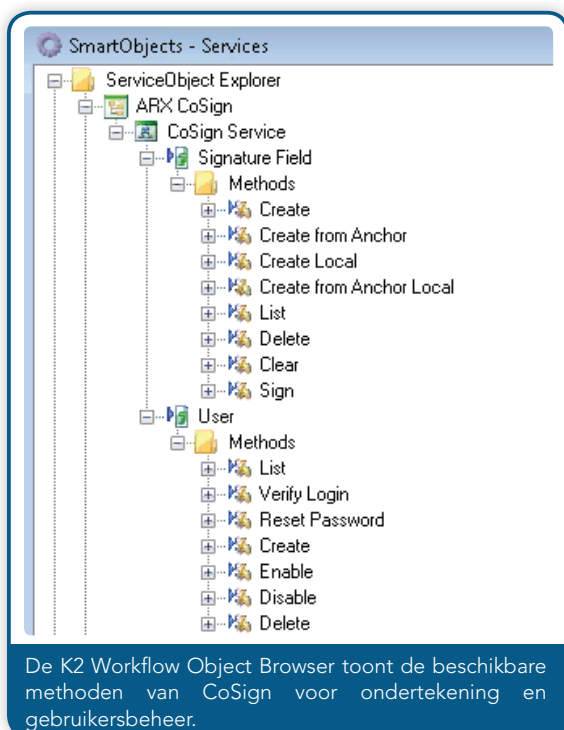 SmartObjects - Services
ServiceObject Explorer
ARX CoSign
CoSign Service
Signature Field
Methods
Create
Create from Anchor
Create Local
Create from Anchor Local
List
Delete
Clear
Sign
User
Methods
List
Verify Login
Reset Password
Create
Enable
Disable
Delete
De K2 Workflow Object Browser toont de beschikbare
methoden van CoSign voor ondertekening en
gebruikersbeheer.